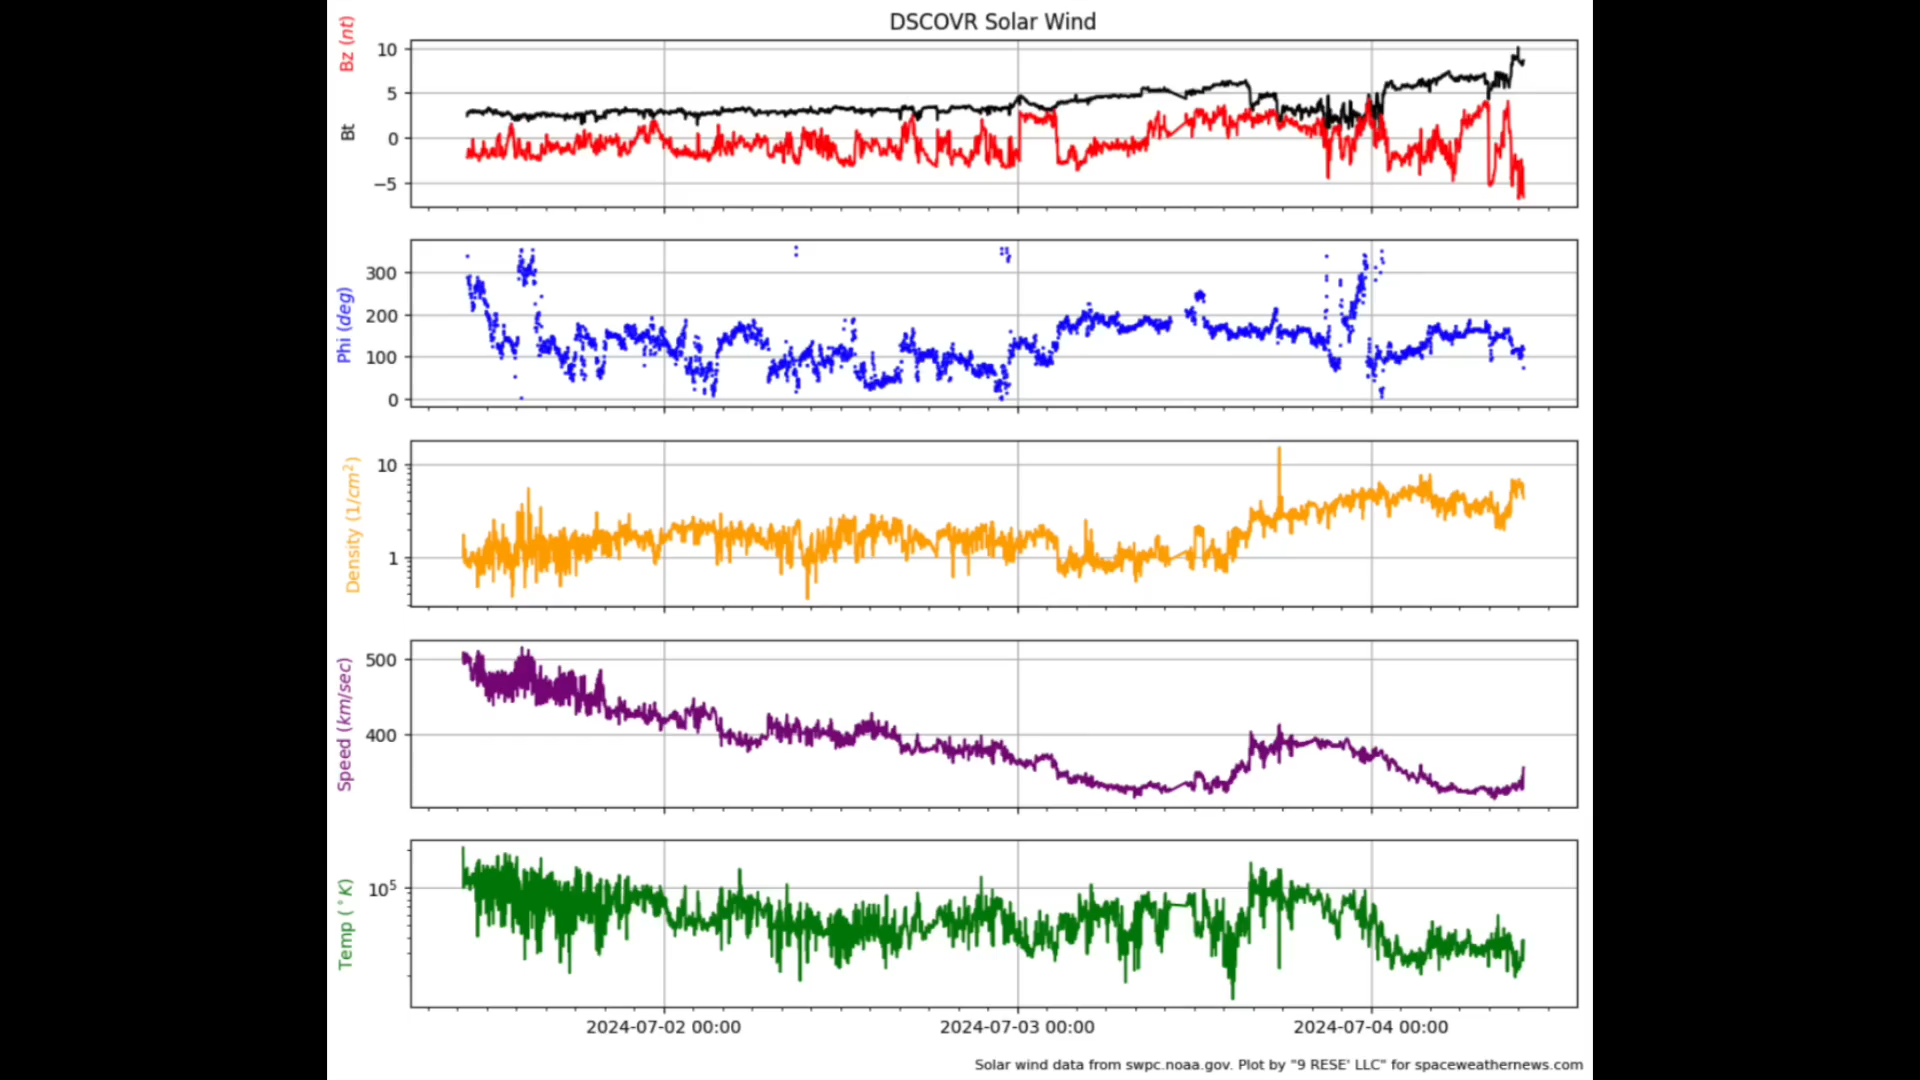 DSCOVR Solar Wind
Bz (nt)
Bt
10
5
0
−5
Phi (deg)
300
200
100
0
Density (1/cm²)
10
1
Speed (km/sec)
500
400
Temp (°K)
10⁵
2024-07-02 00:00
2024-07-03 00:00
2024-07-04 00:00
Solar wind data from swpc.noaa.gov. Plot by "9 RESE' LLC" for spaceweathernews.com